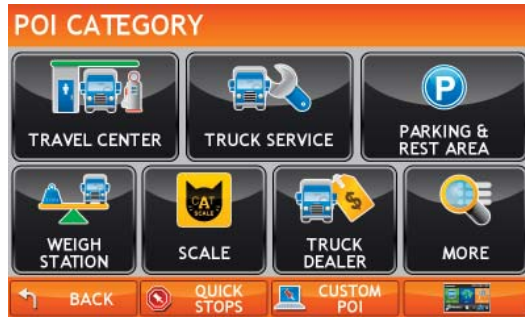 POI CATEGORY
TRAVEL CENTER
TRUCK SERVICE
P
PARKING &
REST AREA
CAT
SCALE
WEIGH
STATION
SCALE
TRUCK
DEALER
MORE
BACK
QUICK
STOPS
CUSTOM
POI